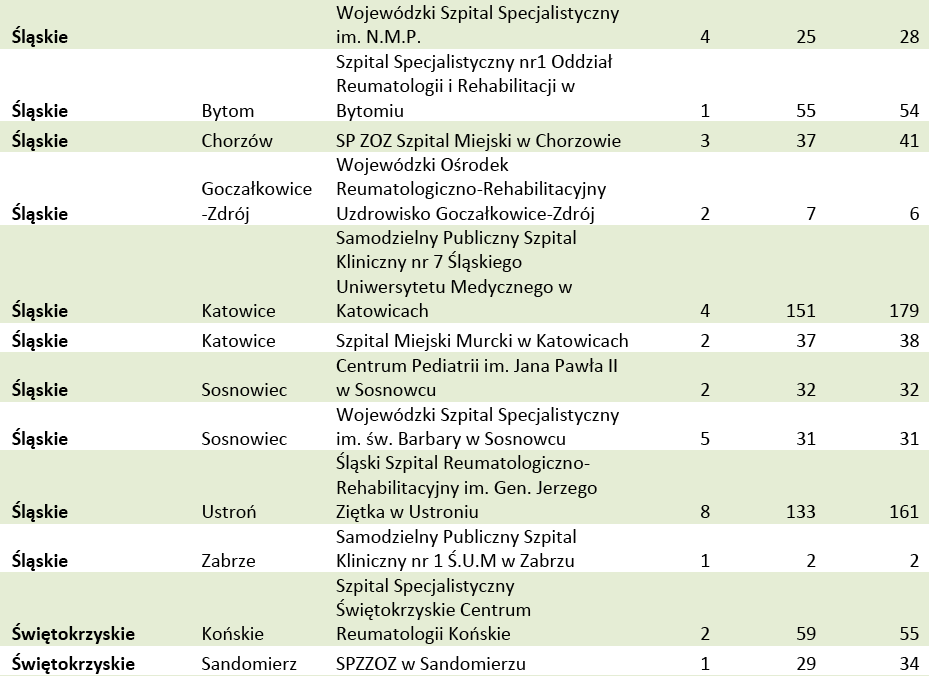 Wojewódzki Szpital Specjalistyczny
Śląskie im. N.M.P. 4 25 28
Szpital Specjalistyczny nr1 Oddział
Reumatologii i Rehabilitacji w
Śląskie Bytom Bytomiu 1 55 54
Śląskie Chorzów SP ZOZ Szpital Miejski w Chorzowie 3 37 41
Wojewódzki Ośrodek
Goczałkowice Reumatologiczno-Rehabilitacyjny
Śląskie -Zdrój Uzdrowisko Goczałkowice-Zdrój 2 7 6
Samodzielny Publiczny Szpital
Kliniczny nr 7 Śląskiego
Uniwersytetu Medycznego w
Śląskie Katowice Katowicach 4 151 179
Śląskie Katowice Szpital Miejski Murcki w Katowicach 2 37 38
Centrum Pediatrii im. Jana Pawła II
Śląskie Sosnowiec w Sosnowcu 2 32 32
Wojewódzki Szpital Specjalistyczny
Śląskie Sosnowiec im. św. Barbary w Sosnowcu 5 31 31
Śląski Szpital Reumatologiczno-
Rehabilitacyjny im. Gen. Jerzego
Śląskie Ustroń Ziętka w Ustroniu 8 133 161
Samodzielny Publiczny Szpital
Śląskie Zabrze Kliniczny nr 1 Ś.U.M w Zabrzu 1 2 2
Szpital Specjalistyczny
Świętokrzyskie Centrum
Świętokrzyskie Końskie Reumatologii Końskie 2 59 55
Świętokrzyskie Sandomierz SPZZOZ w Sandomierzu 1 29 34